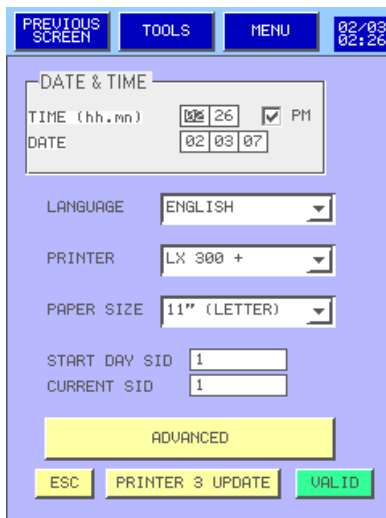 PREVIOUS SCREEN
TOOLS
MENU
02/03
02:26
DATE & TIME
TIME (hh.mn) 02 26 PM
DATE 02 03 07
LANGUAGE ENGLISH
PRINTER LX 300 +
PAPER SIZE 11" (LETTER)
START DAY SID 1
CURRENT SID 1
ADVANCED
ESC PRINTER 3 UPDATE VALID